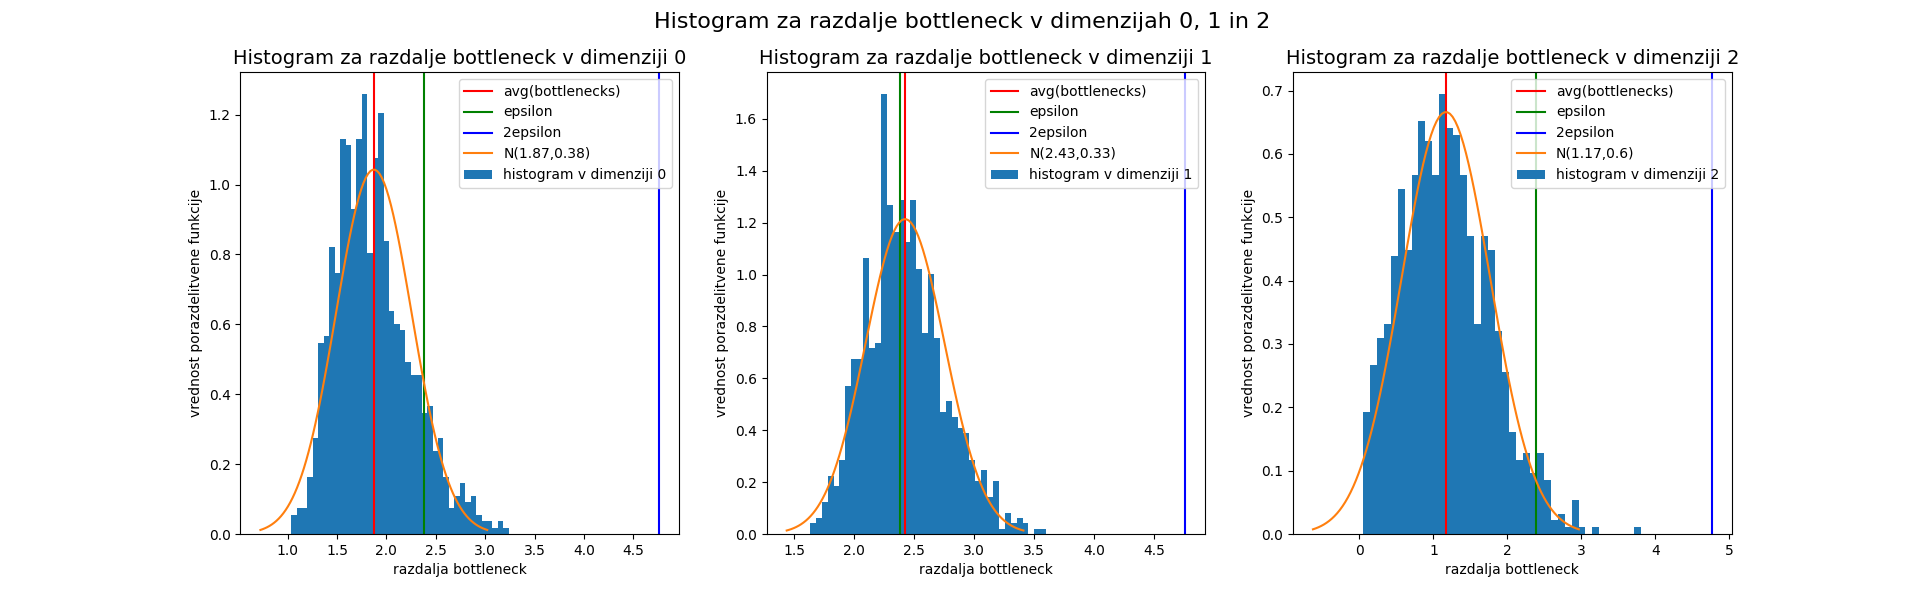 Histogram za razdalje bottleneck v dimenzijah 0, 1 in 2
Histogram za razdalje bottleneck v dimenziji 0
avg(bottlenecks)
epsilon
2epsilon
N(1.87,0.38)
histogram v dimenziji 0
vrednost porazdelitvene funkcije
1.2
1.0
0.8
0.6
0.4
0.2
0.0
1.0 1.5 2.0 2.5 3.0 3.5 4.0 4.5
razdalja bottleneck
Histogram za razdalje bottleneck v dimenziji 1
avg(bottlenecks)
epsilon
2epsilon
N(2.43,0.33)
histogram v dimenziji 1
vrednost porazdelitvene funkcije
1.6
1.4
1.2
1.0
0.8
0.6
0.4
0.2
0.0
1.5 2.0 2.5 3.0 3.5 4.0 4.5
razdalja bottleneck
Histogram za razdalje bottleneck v dimenziji 2
avg(bottlenecks)
epsilon
2epsilon
N(1.17,0.6)
histogram v dimenziji 2
vrednost porazdelitvene funkcije
0.7
0.6
0.5
0.4
0.3
0.2
0.1
0.0
0 1 2 3 4 5
razdalja bottleneck